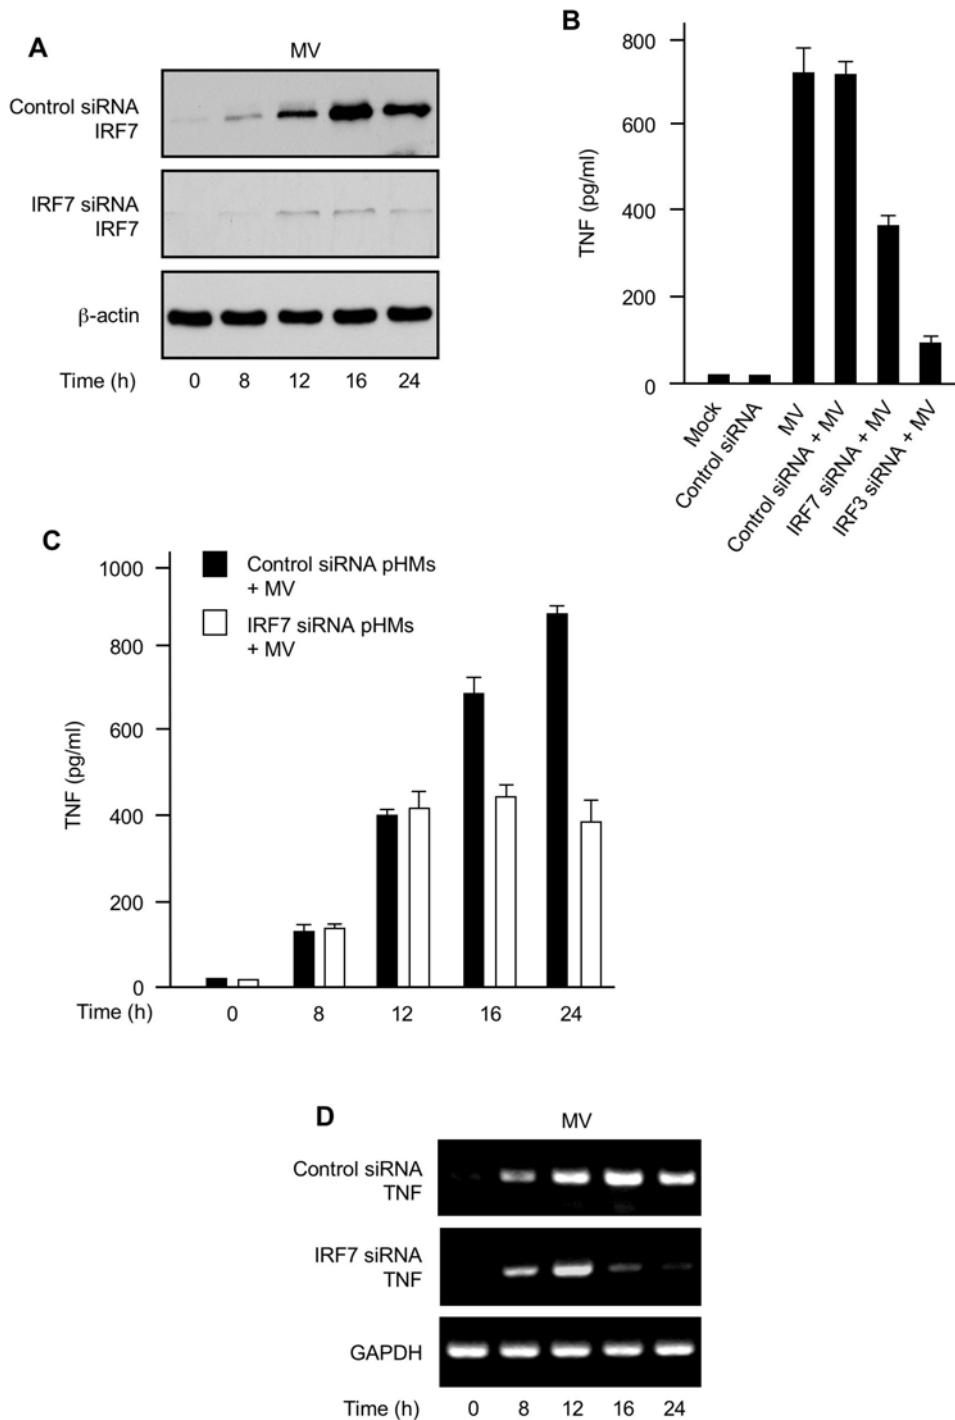 A
MV
Control siRNA
IRF7
IRF7 siRNA
IRF7
β-actin
Time (h) 0 8 12 16 24
B
800
600
400
200
0
TNF (pg/ml)
Mock
Control siRNA
MV
Control siRNA + MV
IRF7 siRNA + MV
IRF3 siRNA + MV
C
Control siRNA pHMs
+ MV
IRF7 siRNA pHMs
+ MV
1000
800
600
400
200
0
TNF (pg/ml)
Time (h) 0 8 12 16 24
D
MV
Control siRNA
TNF
IRF7 siRNA
TNF
GAPDH
Time (h) 0 8 12 16 24